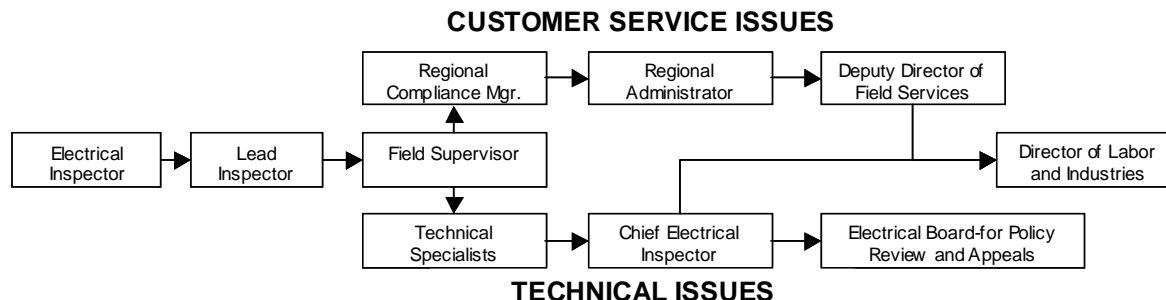 CUSTOMER SERVICE ISSUES
Regional
Compliance Mgr.
Regional
Administrator
Deputy Director of
Field Services
Electrical
Inspector
Lead
Inspector
Field Supervisor
Director of Labor
and Industries
Technical
Specialists
Chief Electrical
Inspector
Electrical Board-for Policy
Review and Appeals
TECHNICAL ISSUES